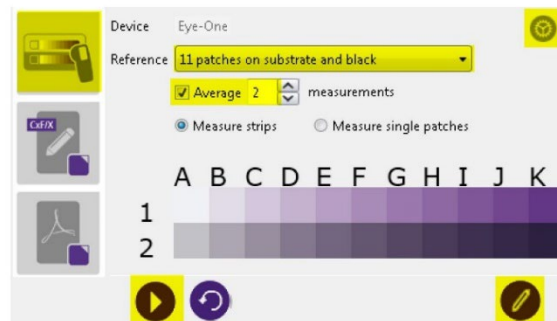 Device Eye-One
Reference 11 patches on substrate and black
Average 2 measurements
CxF/X
Measure strips Measure single patches
A B C D E F G H I J K
1
2